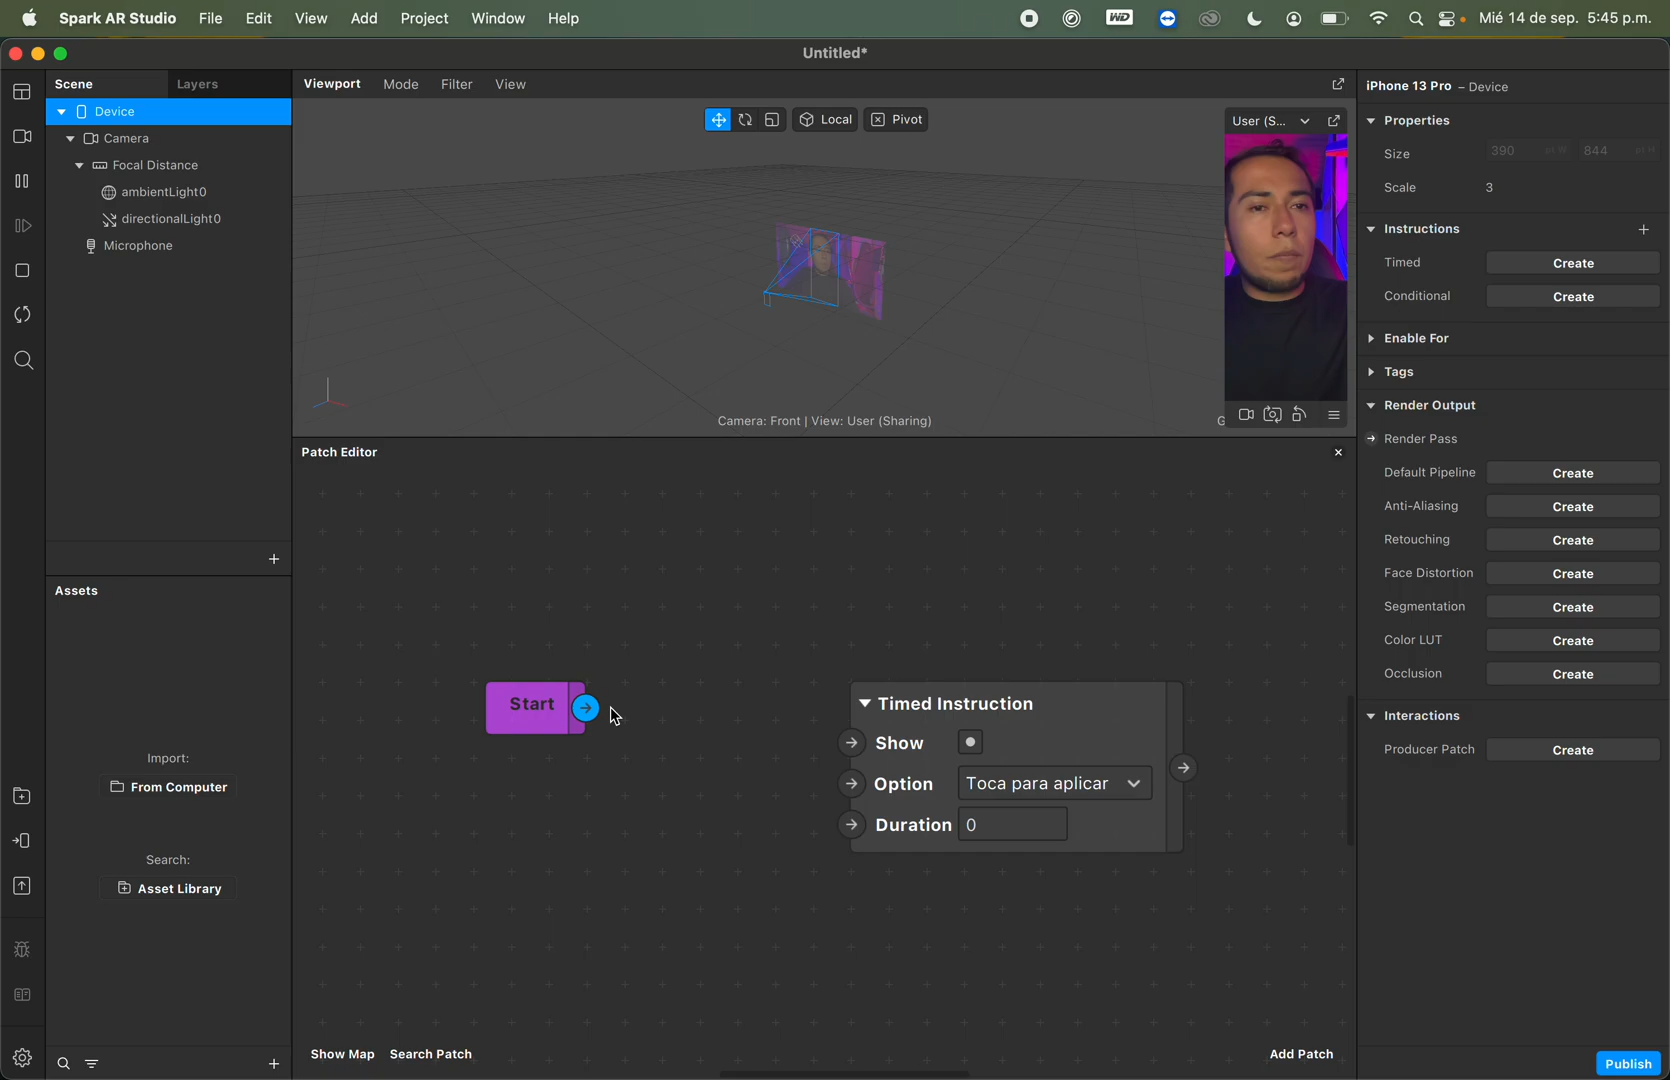 Spark AR Studio File Edit View Add Project Window Help
WD
Mié 14 de sep. 5:45 p.m.
Untitled*
Scene Layers
Device
Camera
Focal Distance
ambientLight0
directionalLight0
Microphone
Assets
Import:
From Computer
Search:
Asset Library
Viewport Mode Filter View
Local Pivot
User (S...
Camera: Front | View: User (Sharing)
Patch Editor
Start
Timed Instruction
Show
Option Toca para aplicar
Duration 0
Show Map Search Patch
Add Patch
iPhone 13 Pro – Device
Properties
Size 390 pt W 844 pt H
Scale 3
Instructions
Timed Create
Conditional Create
Enable For
Tags
Render Output
Render Pass
Default Pipeline Create
Anti-Aliasing Create
Retouching Create
Face Distortion Create
Segmentation Create
Color LUT Create
Occlusion Create
Interactions
Producer Patch Create
Publish